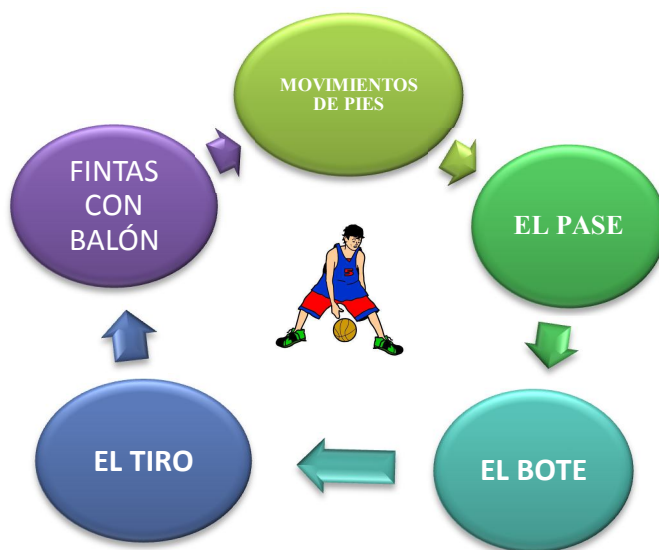 MOVIMIENTOS
DE PIES
EL PASE
EL BOTE
EL TIRO
FINTAS
CON
BALÓN